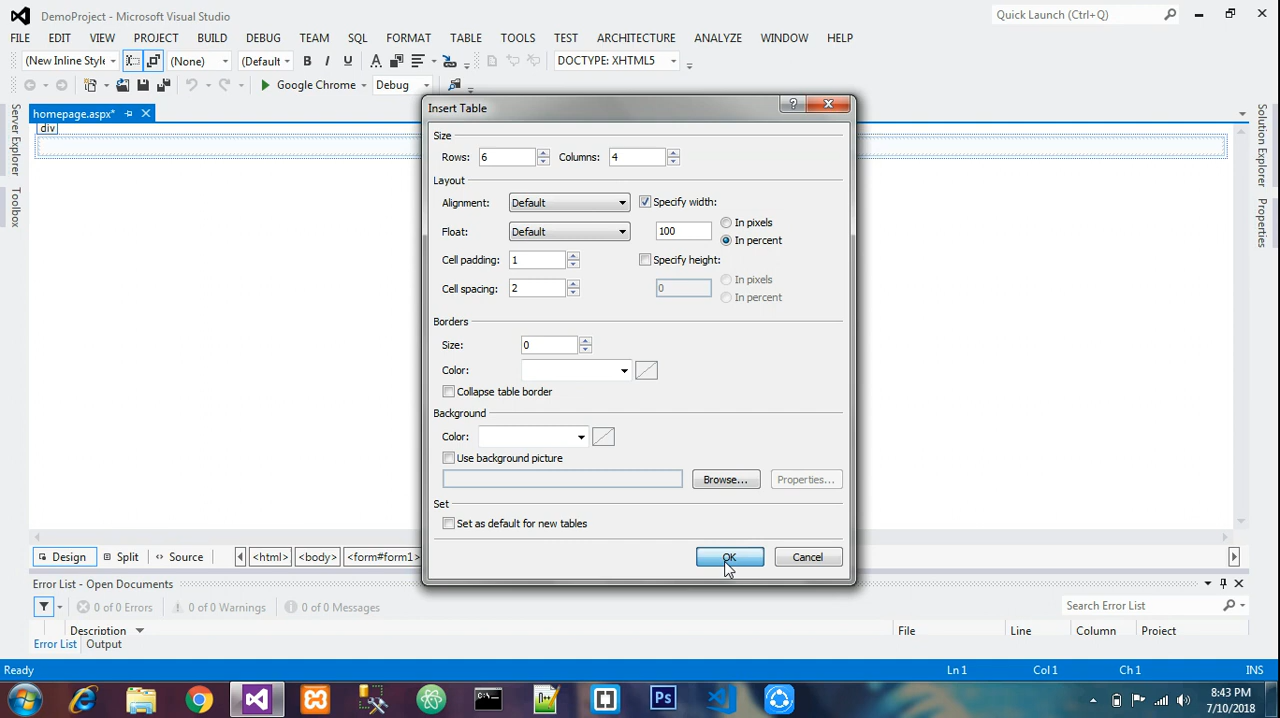 DemoProject - Microsoft Visual Studio
Quick Launch (Ctrl+Q)
FILE EDIT VIEW PROJECT BUILD DEBUG TEAM SQL FORMAT TABLE TOOLS TEST ARCHITECTURE ANALYZE WINDOW HELP
(New Inline Style (None) (Default B I U A DOCTYPE: XHTML5
Google Chrome Debug
homepage.aspx*
div
Server Explorer
Toolbox
Solution Explorer
Properties
Insert Table
Size
Rows: 6 Columns: 4
Layout
Alignment: Default Specify width:
In pixels
Float: Default 100
In percent
Cell padding: 1 Specify height:
In pixels
Cell spacing: 2 0
In percent
Borders
Size: 0
Color:
Collapse table border
Background
Color:
Use background picture
Browse... Properties...
Set
Set as default for new tables
OK Cancel
Design Split Source <html> <body> <form#form1>
Error List - Open Documents
0 of 0 Errors 0 of 0 Warnings 0 of 0 Messages
Search Error List
Description File Line Column Project
Error List Output
Ready Ln 1 Col 1 Ch 1 INS
Ps
8:43 PM
7/10/2018